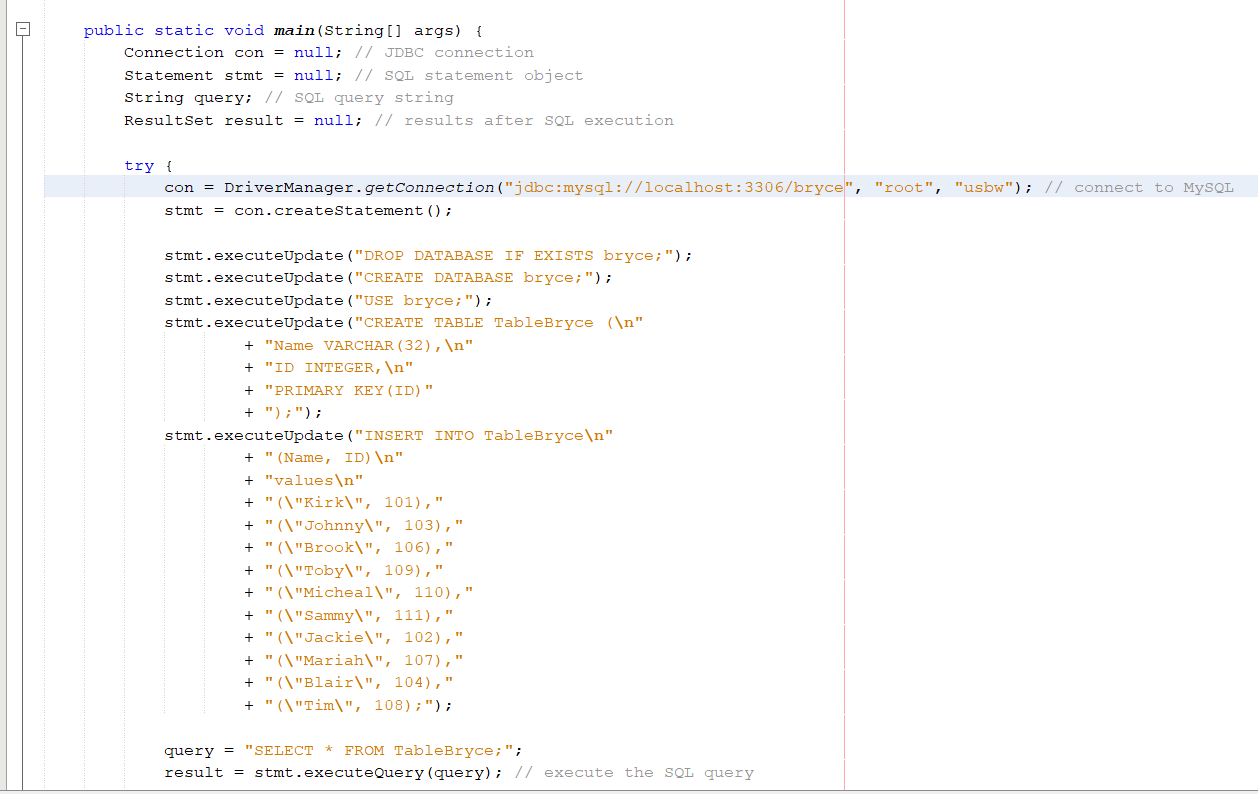 public static void main(String[] args) {
Connection con = null; // JDBC connection
Statement stmt = null; // SQL statement object
String query; // SQL query string
ResultSet result = null; // results after SQL execution
try {
con = DriverManager.getConnection("jdbc:mysql://localhost:3306/bryce", "root", "usbw"); // connect to MySQL
stmt = con.createStatement();
stmt.executeUpdate("DROP DATABASE IF EXISTS bryce;");
stmt.executeUpdate("CREATE DATABASE bryce;");
stmt.executeUpdate("USE bryce;");
stmt.executeUpdate("CREATE TABLE TableBryce (\n"
+ "Name VARCHAR(32),\n"
+ "ID INTEGER,\n"
+ "PRIMARY KEY(ID)"
+ ");");
stmt.executeUpdate("INSERT INTO TableBryce\n"
+ "(Name, ID)\n"
+ "values\n"
+ "(\"Kirk\", 101),"
+ "(\"Johnny\", 103),"
+ "(\"Brook\", 106),"
+ "(\"Toby\", 109),"
+ "(\"Micheal\", 110),"
+ "(\"Sammy\", 111),"
+ "(\"Jackie\", 102),"
+ "(\"Mariah\", 107),"
+ "(\"Blair\", 104),"
+ "(\"Tim\", 108);");
query = "SELECT * FROM TableBryce;";
result = stmt.executeQuery(query); // execute the SQL query